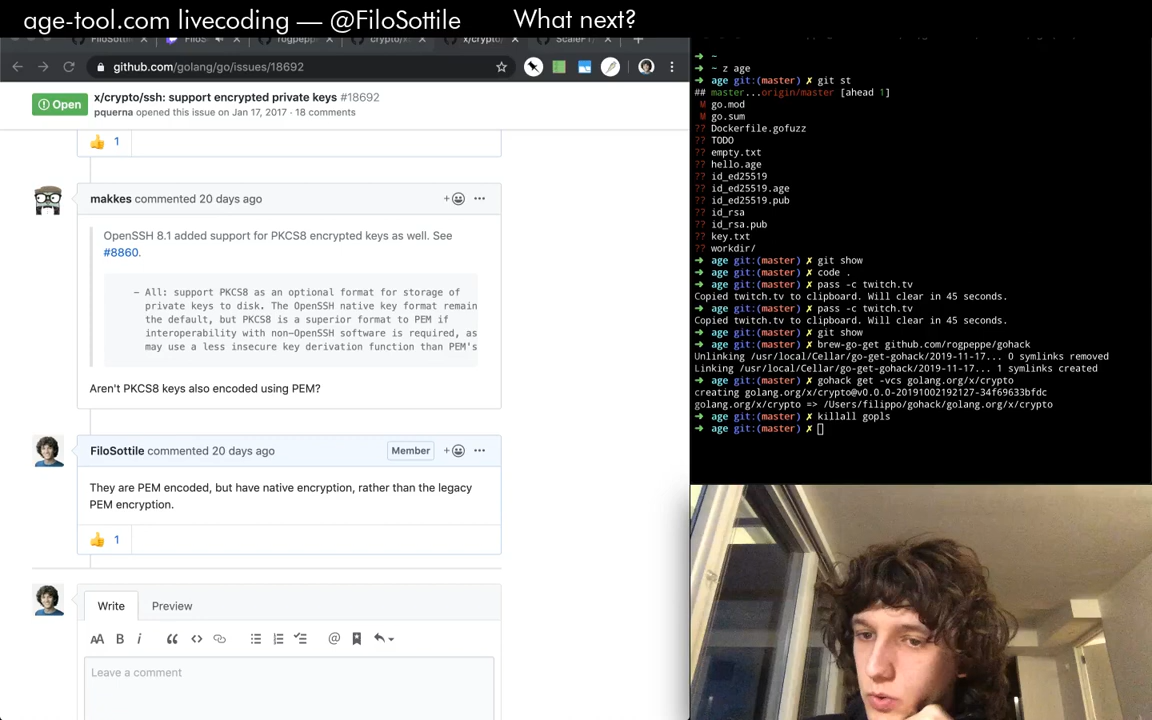 age-tool.com livecoding — @FiloSottile What next?
github.com/golang/go/issues/18692
Open x/crypto/ssh: support encrypted private keys #18692
pquerna opened this issue on Jan 17, 2017 · 18 comments
👍 1
makkes commented 20 days ago
OpenSSH 8.1 added support for PKCS8 encrypted keys as well. See
#8860.
– All: support PKCS8 as an optional format for storage of
private keys to disk. The OpenSSH native key format remain
the default, but PKCS8 is a superior format to PEM if
interoperability with non-OpenSSH software is required, as
may use a less insecure key derivation function than PEM's
Aren't PKCS8 keys also encoded using PEM?
FiloSottile commented 20 days ago Member
They are PEM encoded, but have native encryption, rather than the legacy
PEM encryption.
👍 1
Write Preview
Leave a comment
➜ ~
➜ ~ z age
➜ age git:(master) ✗ git st
## master...origin/master [ahead 1]
M go.mod
M go.sum
?? Dockerfile.gofuzz
?? TODO
?? empty.txt
?? hello.age
?? id_ed25519
?? id_ed25519.age
?? id_ed25519.pub
?? id_rsa
?? id_rsa.pub
?? key.txt
?? workdir/
➜ age git:(master) ✗ git show
➜ age git:(master) ✗ code .
➜ age git:(master) ✗ pass -c twitch.tv
Copied twitch.tv to clipboard. Will clear in 45 seconds.
➜ age git:(master) ✗ pass -c twitch.tv
Copied twitch.tv to clipboard. Will clear in 45 seconds.
➜ age git:(master) ✗ git show
➜ age git:(master) ✗ brew-go-get github.com/rogpeppe/gohack
Unlinking /usr/local/Cellar/go-get-gohack/2019-11-17... 0 symlinks removed
Linking /usr/local/Cellar/go-get-gohack/2019-11-17... 1 symlinks created
➜ age git:(master) ✗ gohack get -vcs golang.org/x/crypto
creating golang.org/x/crypto@v0.0.0-20191002192127-34f69633bfdc
golang.org/x/crypto => /Users/filippo/gohack/golang.org/x/crypto
➜ age git:(master) ✗ killall gopls
➜ age git:(master) ✗